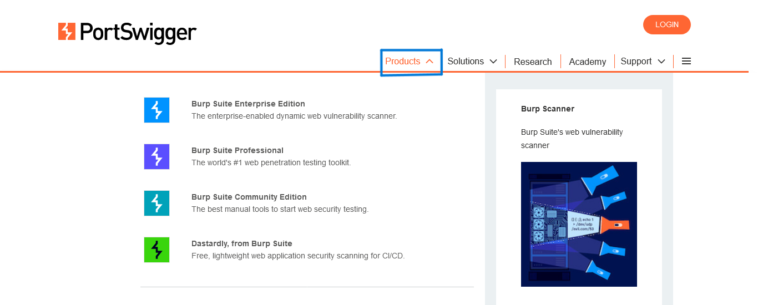 PortSwigger
LOGIN
Products
Solutions
Research
Academy
Support
Burp Suite Enterprise Edition
The enterprise-enabled dynamic web vulnerability scanner.
Burp Suite Professional
The world's #1 web penetration testing toolkit.
Burp Suite Community Edition
The best manual tools to start web security testing.
Dastardly, from Burp Suite
Free, lightweight web application security scanning for CI/CD.
Burp Scanner
Burp Suite's web vulnerability
scanner